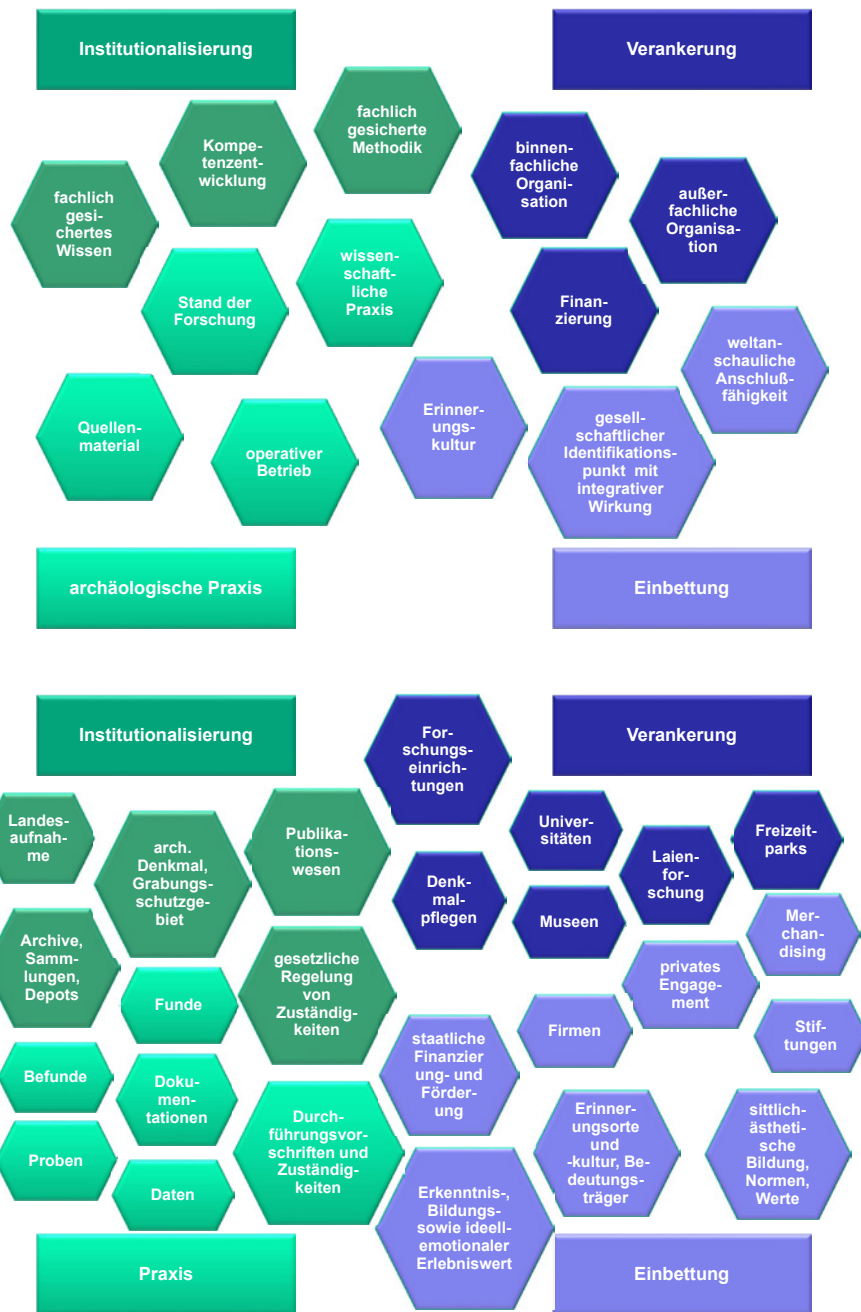 Institutionalisierung
Verankerung
fachlich
gesicherte
Methodik
Kompe-
tenzent-
wicklung
binnen-
fachliche
Organi-
sation
fachlich
gesi-
chertes
Wissen
außer-
fachliche
Organisa-
tion
wissen-
schaft-
liche
Praxis
Stand der
Forschung
Finan-
zierung
weltan-
schauliche
Anschluß-
fähigkeit
Quellen-
material
operativer
Betrieb
Erinner-
ungs-
kultur
gesell-
schaftlicher
Identifikations-
punkt mit
integrativer
Wirkung
archäologische Praxis
Einbettung
Institutionalisierung
Verankerung
For-
schungs-
einrich-
tungen
Landes-
aufnah-
me
arch.
Denkmal,
Grabungs-
schutzge-
biet
Publika-
tions-
wesen
Univer-
sitäten
Laien-
for-
schung
Freizeit-
parks
Denk-
mal-
pflegen
Museen
Mer-
chan-
dising
Archive,
Samm-
lungen,
Depots
gesetzliche
Regelung
von
Zuständig-
keiten
privates
Engage-
ment
Funde
Firmen
Stif-
tungen
staatliche
Finanzier
ung- und
Förder-
ung
Befunde
Doku-
men-
tationen
Durch-
führungsvor-
schriften und
Zuständig-
keiten
Erinner-
ungsorte
und
-kultur, Be-
deutungs-
träger
sittlich-
ästheti-
sche
Bildung,
Normen,
Werte
Proben
Daten
Erkenntnis-,
Bildungs-
sowie ideell-
emotionaler
Erlebniswert
Praxis
Einbettung